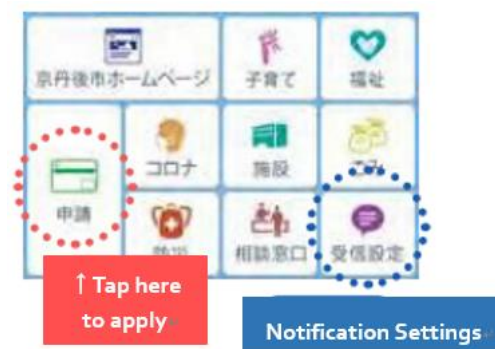 京丹後市ホームページ
子育て
福祉
コロナ
施設
ごみ
申請
防災
相談窓口
受信設定
↑Tap here
to apply
Notification Settings